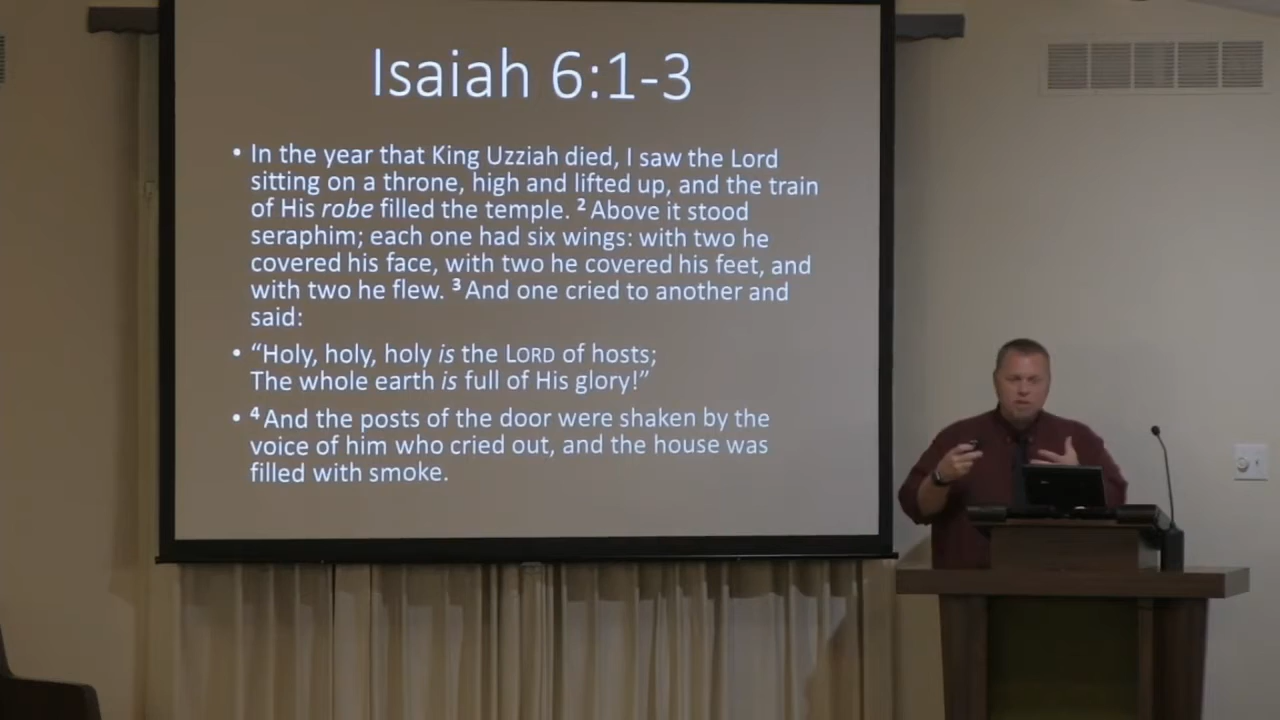 Isaiah 6:1-3
• In the year that King Uzziah died, I saw the Lord
sitting on a throne, high and lifted up, and the train
of His robe filled the temple. ² Above it stood
seraphim; each one had six wings: with two he
covered his face, with two he covered his feet, and
with two he flew. ³ And one cried to another and
said:
• “Holy, holy, holy is the LORD of hosts;
The whole earth is full of His glory!”
• ⁴ And the posts of the door were shaken by the
voice of him who cried out, and the house was
filled with smoke.